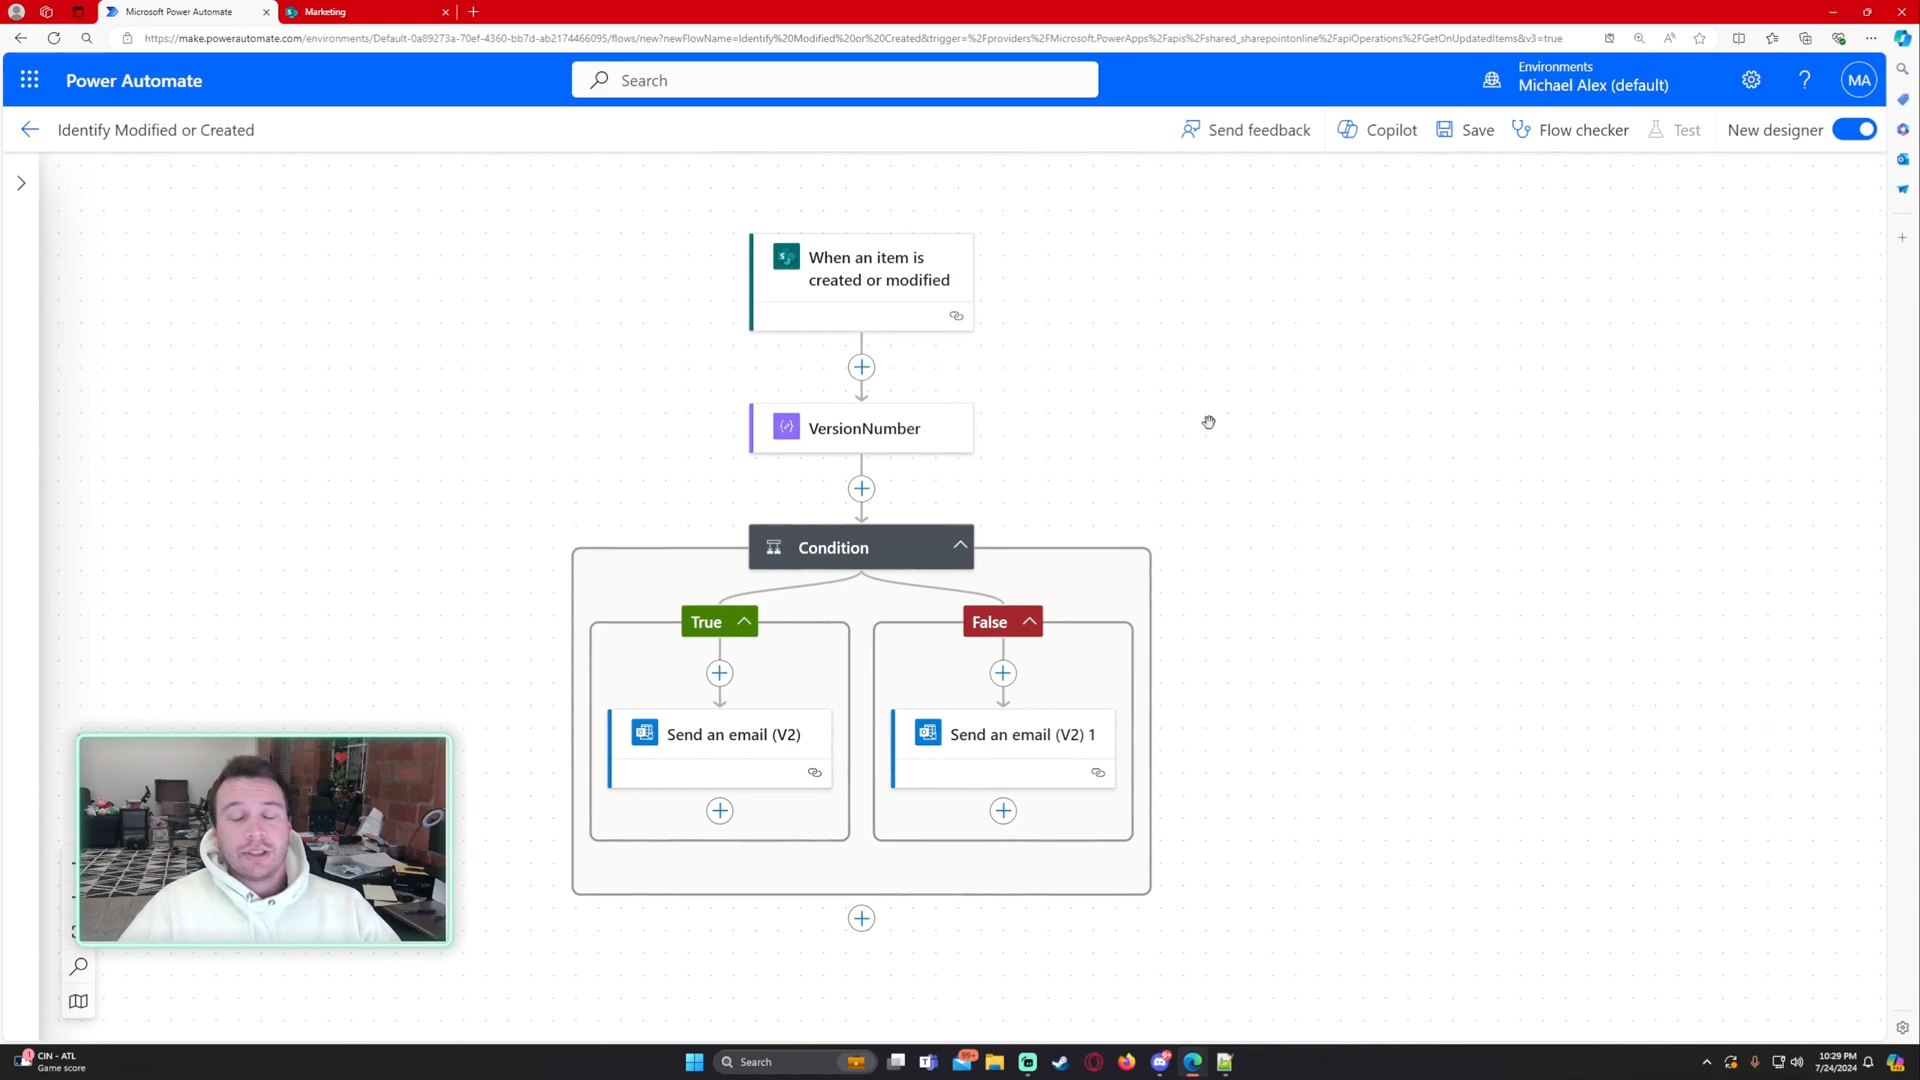 Microsoft Power Automate
Marketing
https://make.powerautomate.com/environments/Default-0a89273a-70ef-4360-bb7d-ab2174466095/flows/new?newFlowName=Identify%20Modified%20or%20Created&trigger=%2Fproviders%2FMicrosoft.PowerApps%2Fapis%2Fshared_sharepointonline%2FapiOperations%2FGetOnUpdatedItems&v3=true
Power Automate
Search
Environments
Michael Alex (default)
MA
Identify Modified or Created
Send feedback
Copilot
Save
Flow checker
Test
New designer
When an item is
created or modified
VersionNumber
Condition
True
False
Send an email (V2)
Send an email (V2) 1
CIN - ATL
Game score
Search
99+
10:29 PM
7/24/2024